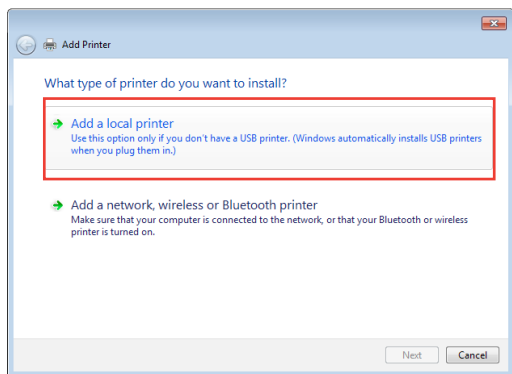 Add Printer
What type of printer do you want to install?
Add a local printer
Use this option only if you don't have a USB printer. (Windows automatically installs USB printers
when you plug them in.)
Add a network, wireless or Bluetooth printer
Make sure that your computer is connected to the network, or that your Bluetooth or wireless
printer is turned on.
Next
Cancel